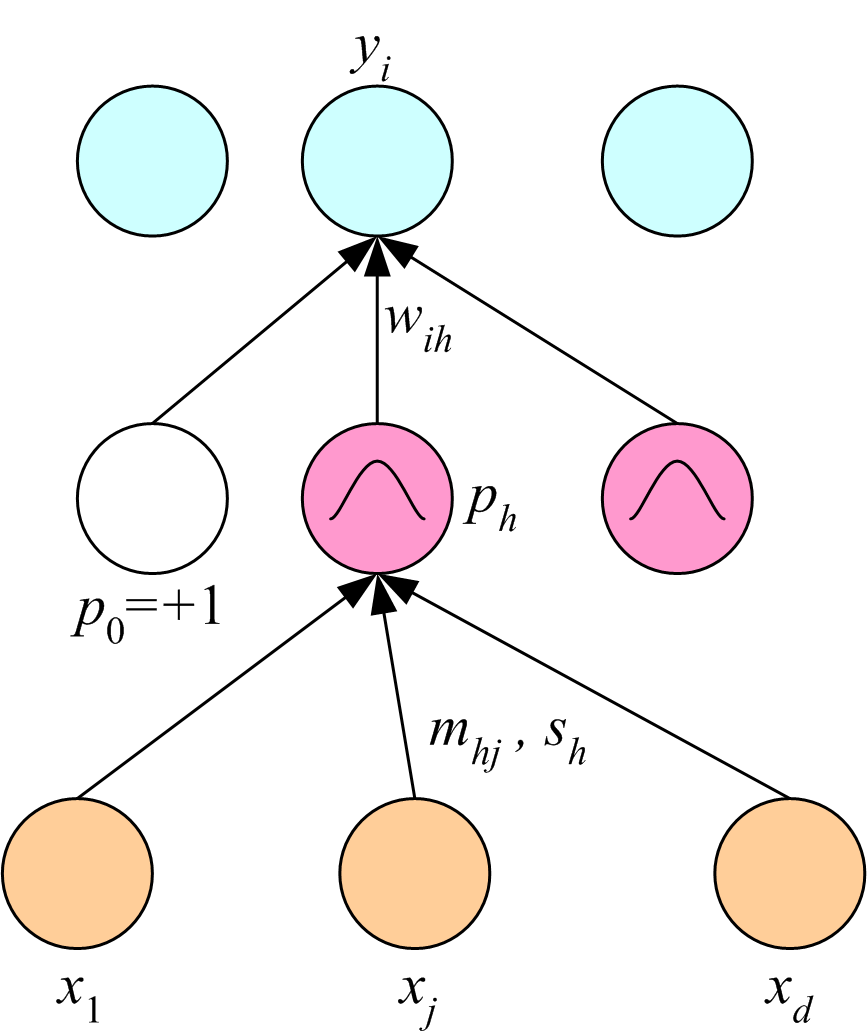 y_i
w_ih
p_h
p_0=+1
m_hj , s_h
x_1 x_j x_d